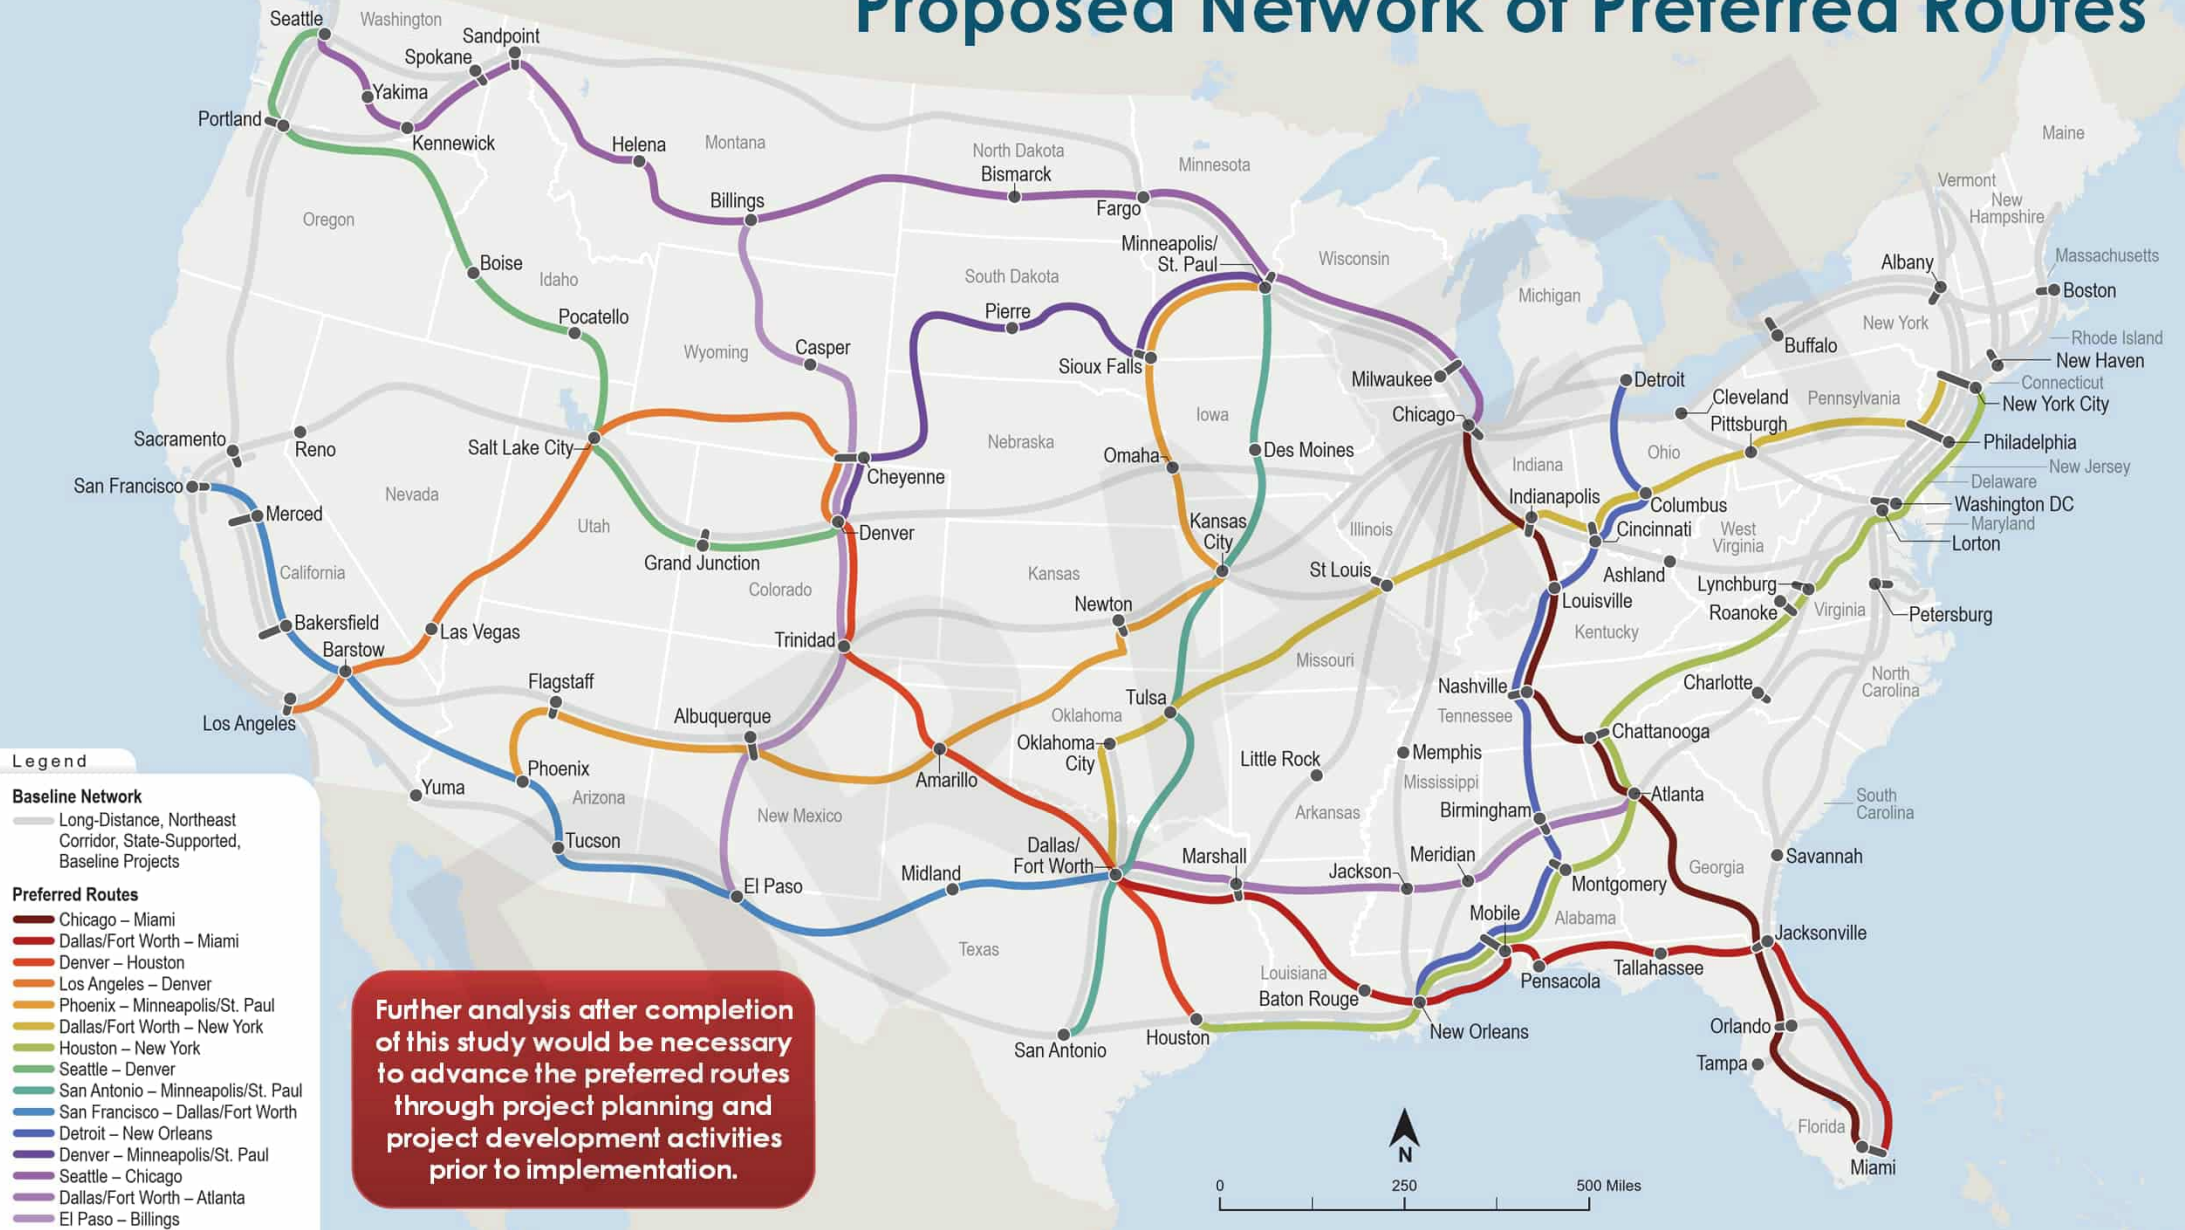 Proposed Network of Preferred Routes
Seattle
Washington
Sandpoint
Spokane
Yakima
Portland
Kennewick
Helena
Montana
North Dakota
Bismarck
Minnesota
Maine
Vermont
New
Hampshire
Billings
Fargo
Oregon
Minneapolis/
St. Paul
Wisconsin
Massachusetts
Albany
Boston
Boise
Idaho
South Dakota
Michigan
Pocatello
Pierre
New York
Buffalo
Rhode Island
New Haven
Wyoming
Casper
Sioux Falls
Milwaukee
Detroit
Connecticut
New York City
Cleveland
Pennsylvania
Pittsburgh
Iowa
Chicago
Sacramento
Reno
Salt Lake City
Nebraska
Omaha
Des Moines
Ohio
Philadelphia
Indiana
New Jersey
San Francisco
Nevada
Cheyenne
Delaware
Merced
Indianapolis
Columbus
Washington DC
Utah
Denver
Kansas
City
Illinois
Cincinnati
West
Virginia
Maryland
Lorton
Grand Junction
California
Colorado
Kansas
St Louis
Ashland
Lynchburg
Roanoke
Virginia
Petersburg
Newton
Louisville
Bakersfield
Las Vegas
Trinidad
Kentucky
Barstow
Missouri
Flagstaff
Tulsa
Nashville
Charlotte
North
Carolina
Los Angeles
Albuquerque
Oklahoma
Tennessee
Chattanooga
Oklahoma
City
Little Rock
Memphis
Phoenix
Amarillo
Mississippi
Yuma
Arizona
New Mexico
Arkansas
Birmingham
Atlanta
South
Carolina
Tucson
Dallas/
Fort Worth
Marshall
Meridian
Jackson
Georgia
Savannah
El Paso
Midland
Montgomery
Mobile
Alabama
Jacksonville
Texas
Louisiana
Baton Rouge
Pensacola
Tallahassee
New Orleans
Houston
San Antonio
Orlando
Tampa
Florida
Miami
Legend
Baseline Network
Long-Distance, Northeast
Corridor, State-Supported,
Baseline Projects
Preferred Routes
Chicago – Miami
Dallas/Fort Worth – Miami
Denver – Houston
Los Angeles – Denver
Phoenix – Minneapolis/St. Paul
Dallas/Fort Worth – New York
Houston – New York
Seattle – Denver
San Antonio – Minneapolis/St. Paul
San Francisco – Dallas/Fort Worth
Detroit – New Orleans
Denver – Minneapolis/St. Paul
Seattle – Chicago
Dallas/Fort Worth – Atlanta
El Paso – Billings
Further analysis after completion
of this study would be necessary
to advance the preferred routes
through project planning and
project development activities
prior to implementation.
N
0 250 500 Miles